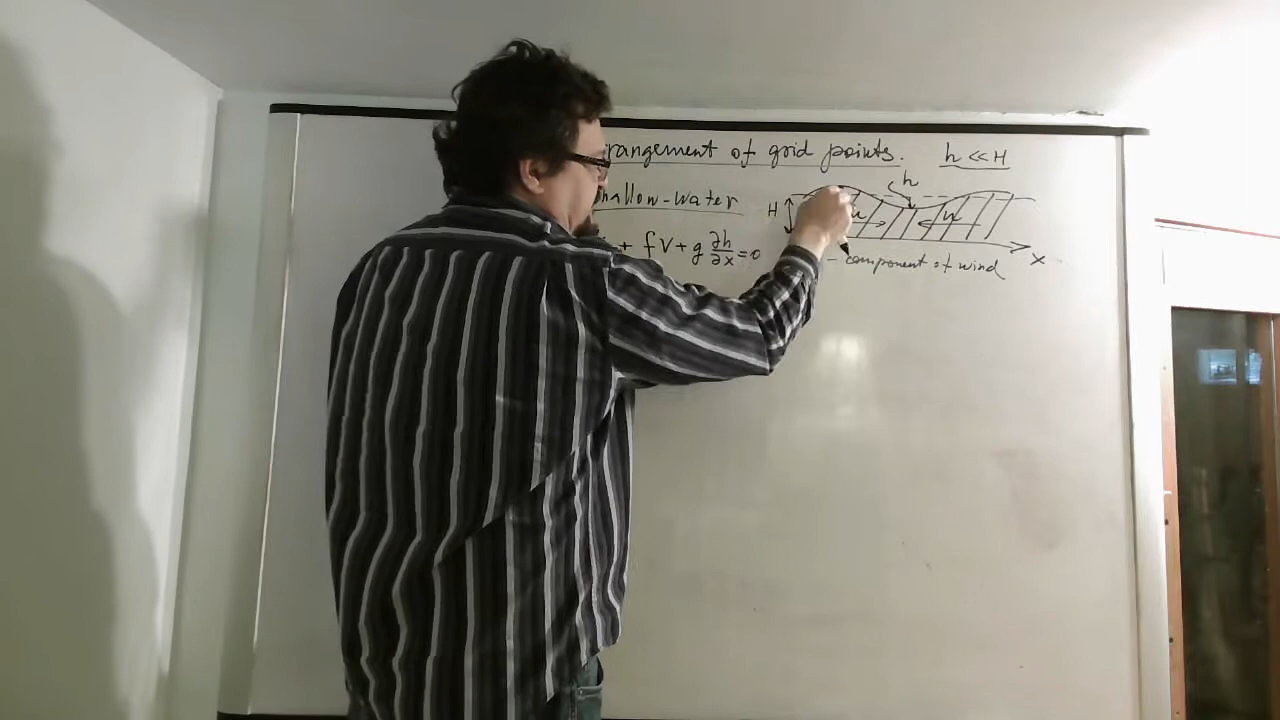 rangement of grid points. h << H
hallow-water
+ fv + g ∂h/∂x = 0
h
H
u u
x
- component of wind